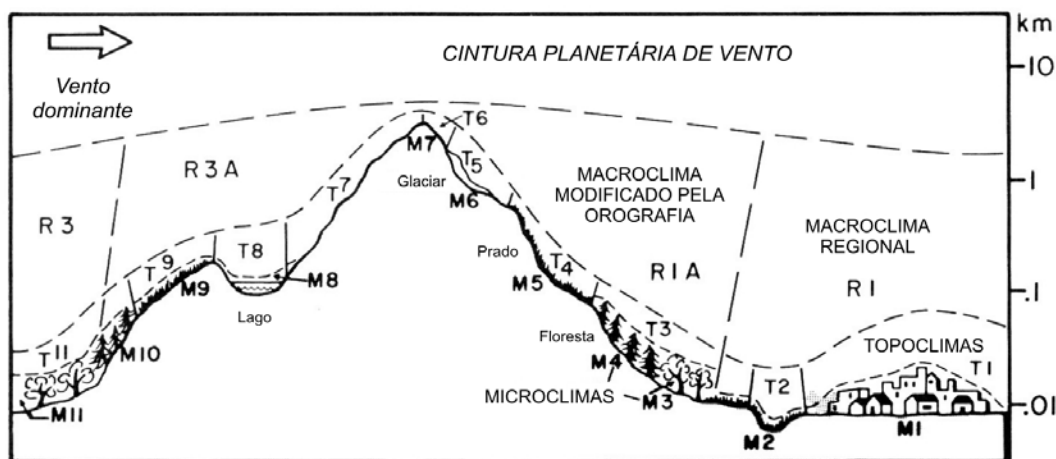 km
CINTURA PLANETÁRIA DE VENTO
Vento
dominante
10
R3
R3A
T7
M7
T6
T5
Glaciar
M6
MACROCLIMA
MODIFICADO PELA
OROGRAFIA
R1A
MACROCLIMA
REGIONAL
R1
1
T9
M9
T8
M8
Lago
Prado
M5
T4
.1
T11
M11
M10
Floresta
T3
M4
M3
MICROCLIMAS
T2
M2
TOPOCLIMAS
T1
M1
.01